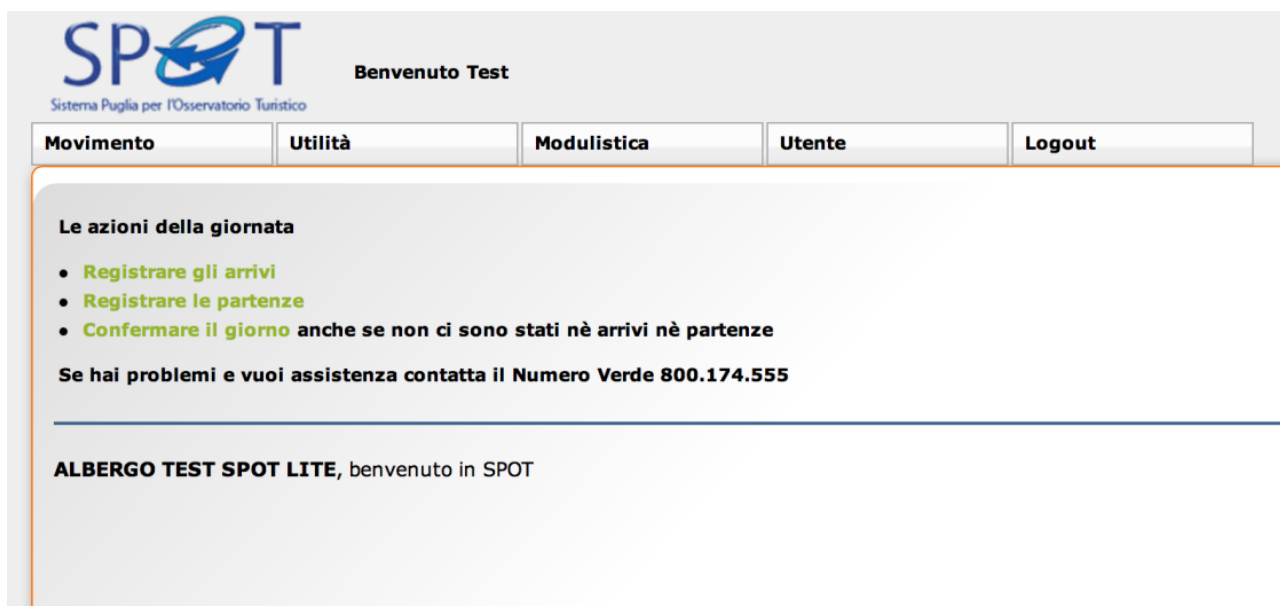 SPOT
Benvenuto Test
Sistema Puglia per l'Osservatorio Turistico
Movimento
Utilità
Modulistica
Utente
Logout
Le azioni della giornata
• Registrare gli arrivi
• Registrare le partenze
• Confermare il giorno anche se non ci sono stati nè arrivi nè partenze
Se hai problemi e vuoi assistenza contatta il Numero Verde 800.174.555
ALBERGO TEST SPOT LITE, benvenuto in SPOT